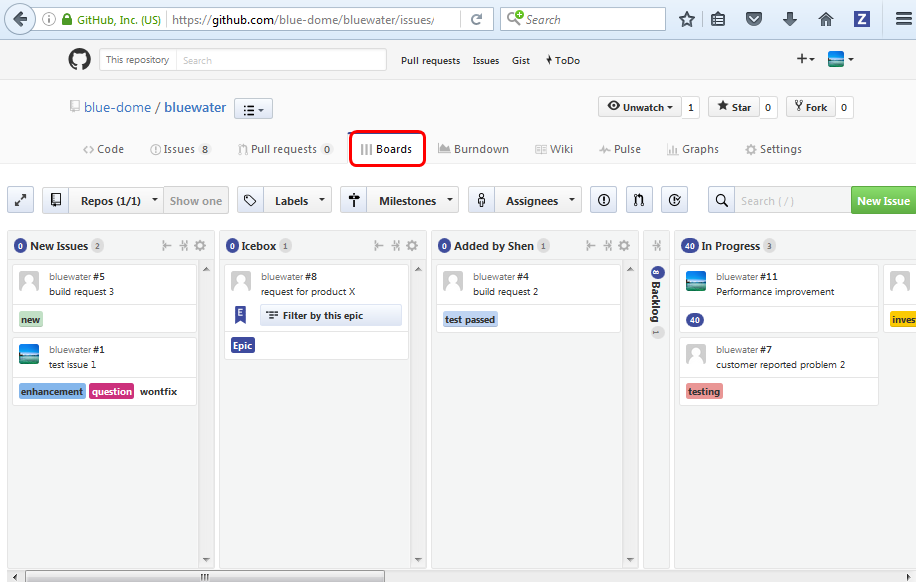 GitHub, Inc. (US) https://github.com/blue-dome/bluewater/issues/ Search Z
This repository Search Pull requests Issues Gist ToDo
blue-dome / bluewater Unwatch 1 Star 0 Fork 0
Code Issues 8 Pull requests 0 Boards Burndown Wiki Pulse Graphs Settings
Repos (1/1) Show one Labels Milestones Assignees Search ( / ) New Issue
0 New Issues 2
bluewater #5
build request 3
new
bluewater #1
test issue 1
enhancement question wontfix
0 Icebox 1
bluewater #8
request for product X
E Filter by this epic
Epic
0 Added by Shen 1
bluewater #4
build request 2
test passed
8 Backlog 1
40 In Progress 3
bluewater #11
Performance improvement
40
bluewater #7
customer reported problem 2
testing
inves